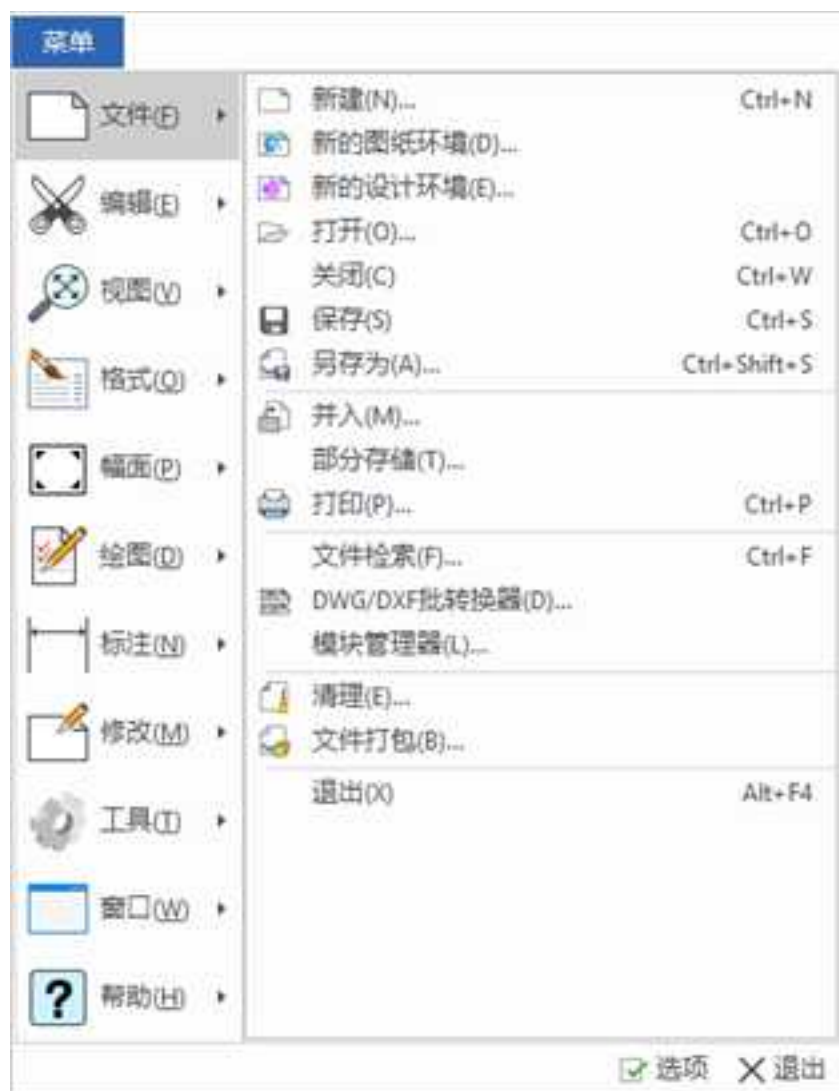 菜单
文件(F)
编辑(E)
视图(V)
格式(O)
幅面(P)
绘图(D)
标注(N)
修改(M)
工具(T)
窗口(W)
帮助(H)
新建(N)... Ctrl+N
新的图纸环境(D)...
新的设计环境(E)...
打开(O)... Ctrl+O
关闭(C) Ctrl+W
保存(S) Ctrl+S
另存为(A)... Ctrl+Shift+S
并入(M)...
部分存储(T)...
打印(P)... Ctrl+P
文件检索(F)... Ctrl+F
DWG/DXF批转换器(D)...
模块管理器(L)...
清理(E)...
文件打包(B)...
退出(X) Alt+F4
选项 退出